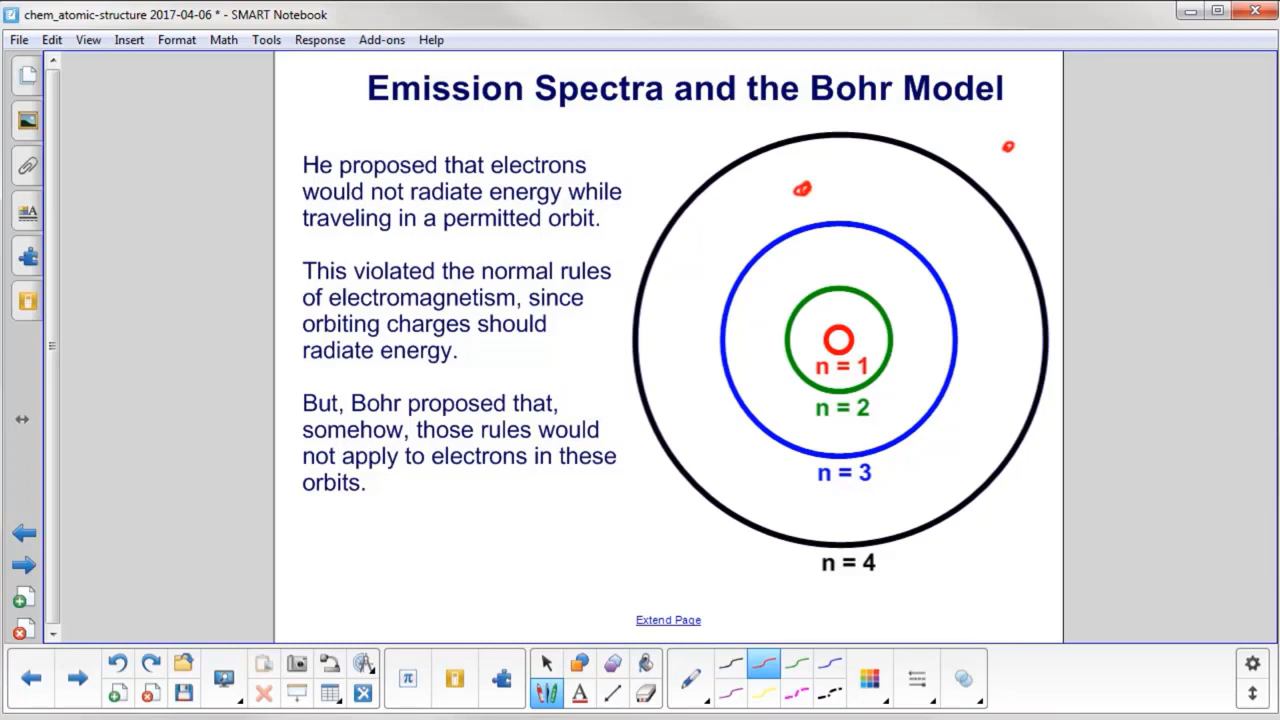 chem_atomic-structure 2017-04-06 * - SMART Notebook
File Edit View Insert Format Math Tools Response Add-ons Help
Emission Spectra and the Bohr Model
He proposed that electrons
would not radiate energy while
traveling in a permitted orbit.
This violated the normal rules
of electromagnetism, since
orbiting charges should
radiate energy.
But, Bohr proposed that,
somehow, those rules would
not apply to electrons in these
orbits.
n = 1
n = 2
n = 3
n = 4
Extend Page
π
A